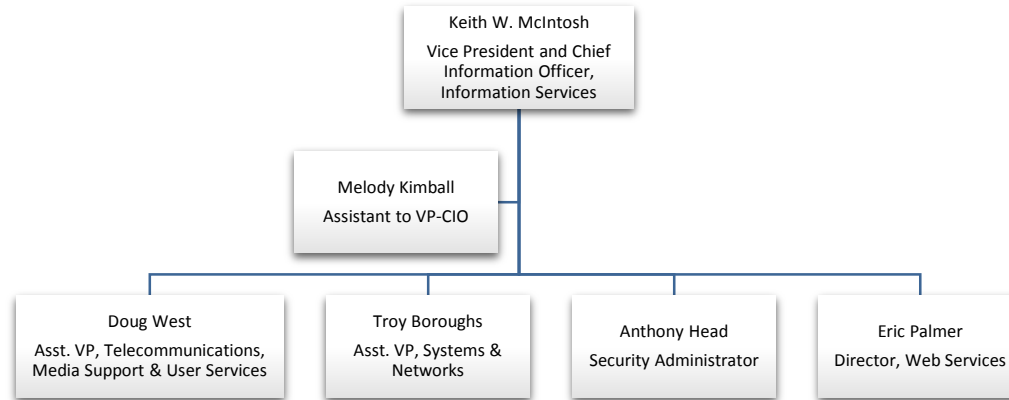 Keith W. McIntosh
Vice President and Chief
Information Officer,
Information Services
Melody Kimball
Assistant to VP-CIO
Doug West
Asst. VP, Telecommunications,
Media Support & User Services
Troy Boroughs
Asst. VP, Systems &
Networks
Anthony Head
Security Administrator
Eric Palmer
Director, Web Services